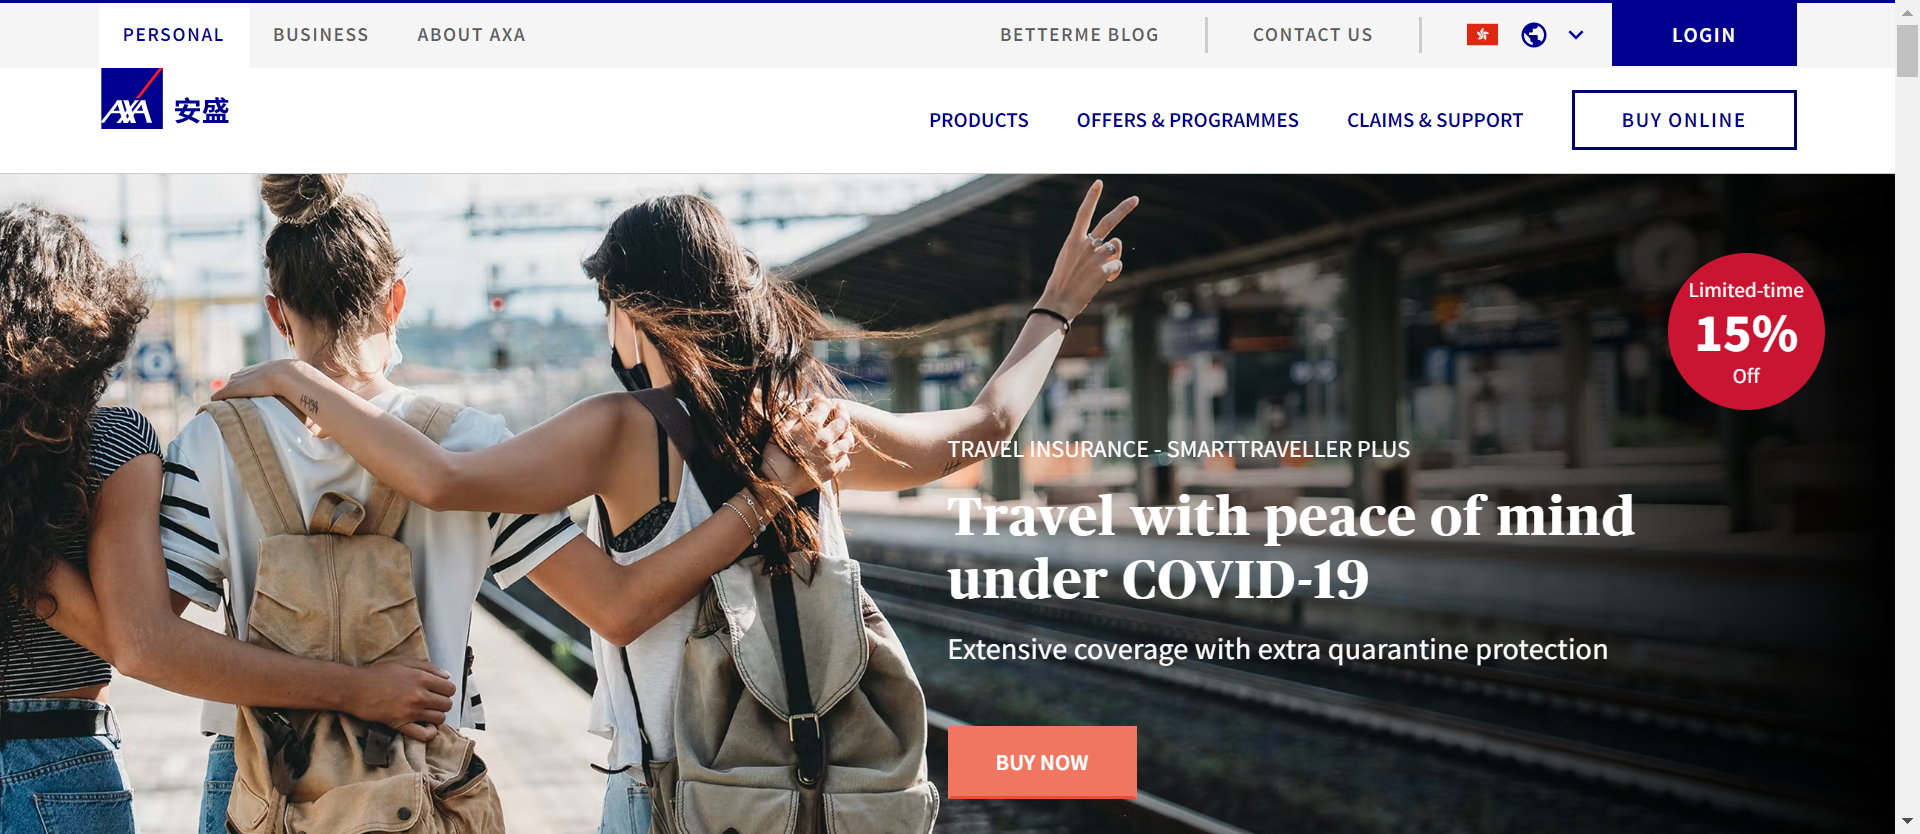 PERSONAL
BUSINESS
ABOUT AXA
BETTERME BLOG
CONTACT US
LOGIN
AXA 安盛
PRODUCTS
OFFERS & PROGRAMMES
CLAIMS & SUPPORT
BUY ONLINE
Limited-time
15%
Off
TRAVEL INSURANCE - SMARTTRAVELLER PLUS
Travel with peace of mind
under COVID-19
Extensive coverage with extra quarantine protection
BUY NOW